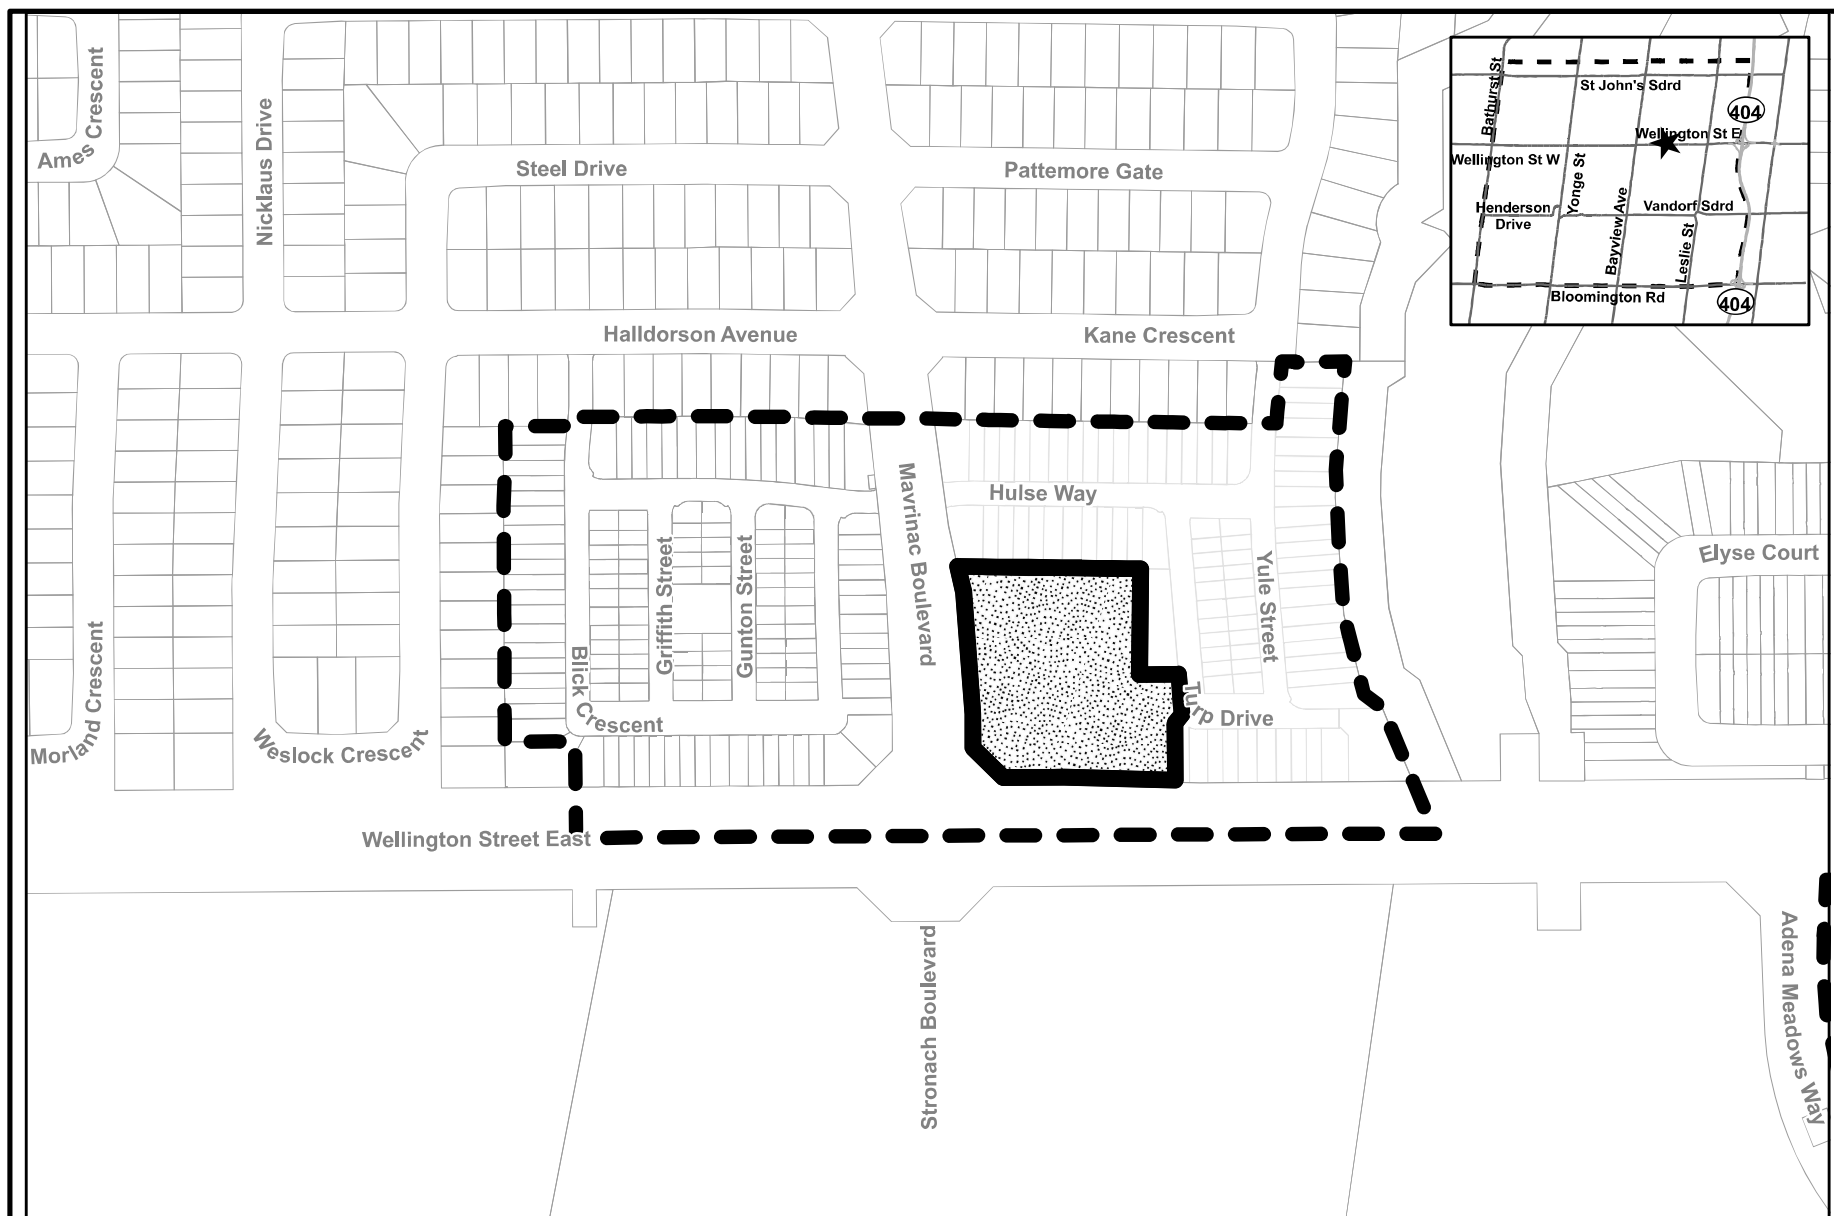 Ames Crescent
Nicklaus Drive
Steel Drive
Pattemore Gate
Halldorson Avenue
Kane Crescent
Mavrinac Boulevard
Hulse Way
Yule Street
Griffith Street
Gunton Street
Blick Crescent
Turp Drive
Elyse Court
Morland Crescent
Weslock Crescent
Wellington Street East
Stronach Boulevard
Adena Meadows Way
Bathurst St
St John's Sdrd
404
Wellington St E
Wellington St W
Yonge St
Bayview Ave
Henderson
Drive
Vandorf Sdrd
Leslie St
Bloomington Rd
404